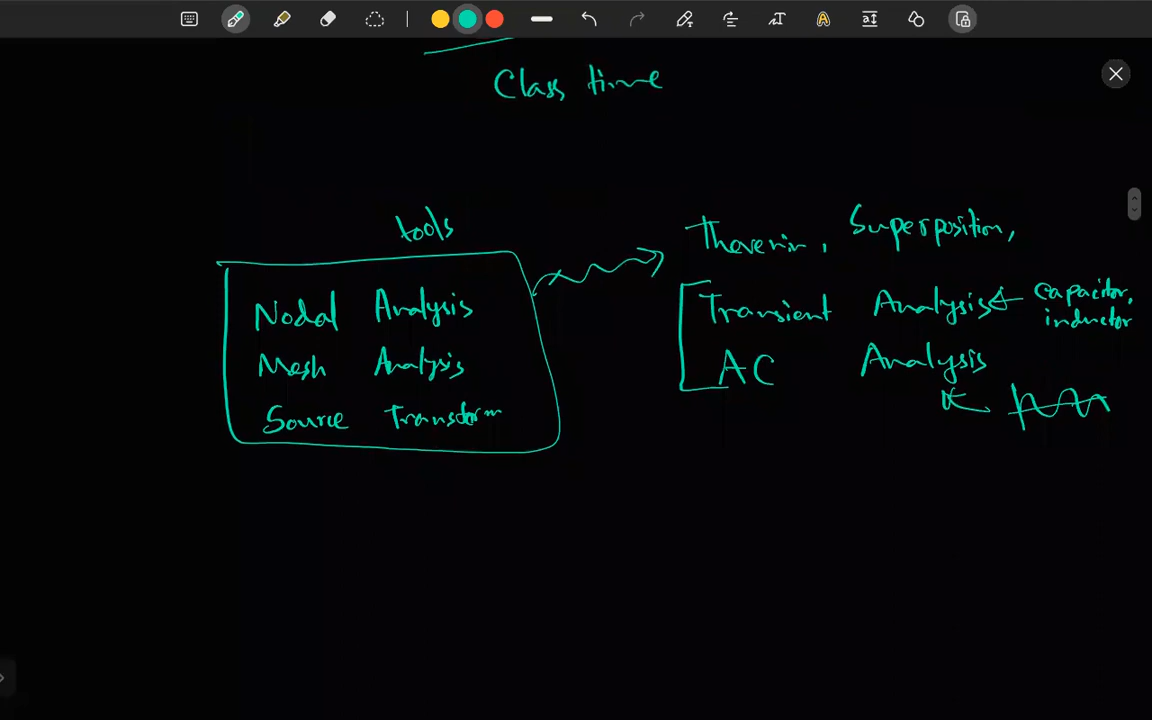 Class time
tools
Nodal Analysis
Mesh Analysis
Source Transform
Thevenin, Superposition,
Transient Analysis ← capacitor,
inductor
AC Analysis